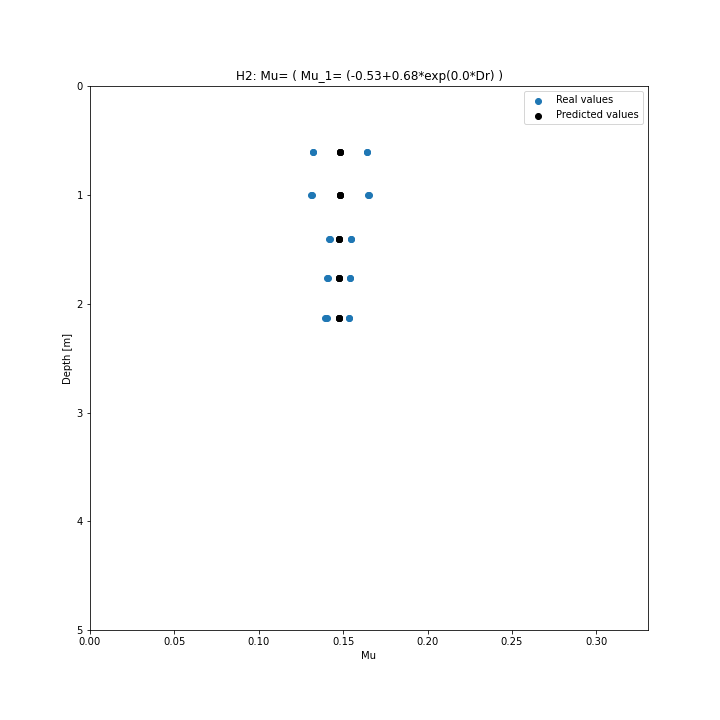 H2: Mu= ( Mu_1= (-0.53+0.68*exp(0.0*Dr) )
Real values
Predicted values
0
1
2
3
4
5
Depth [m]
0.00 0.05 0.10 0.15 0.20 0.25 0.30
Mu